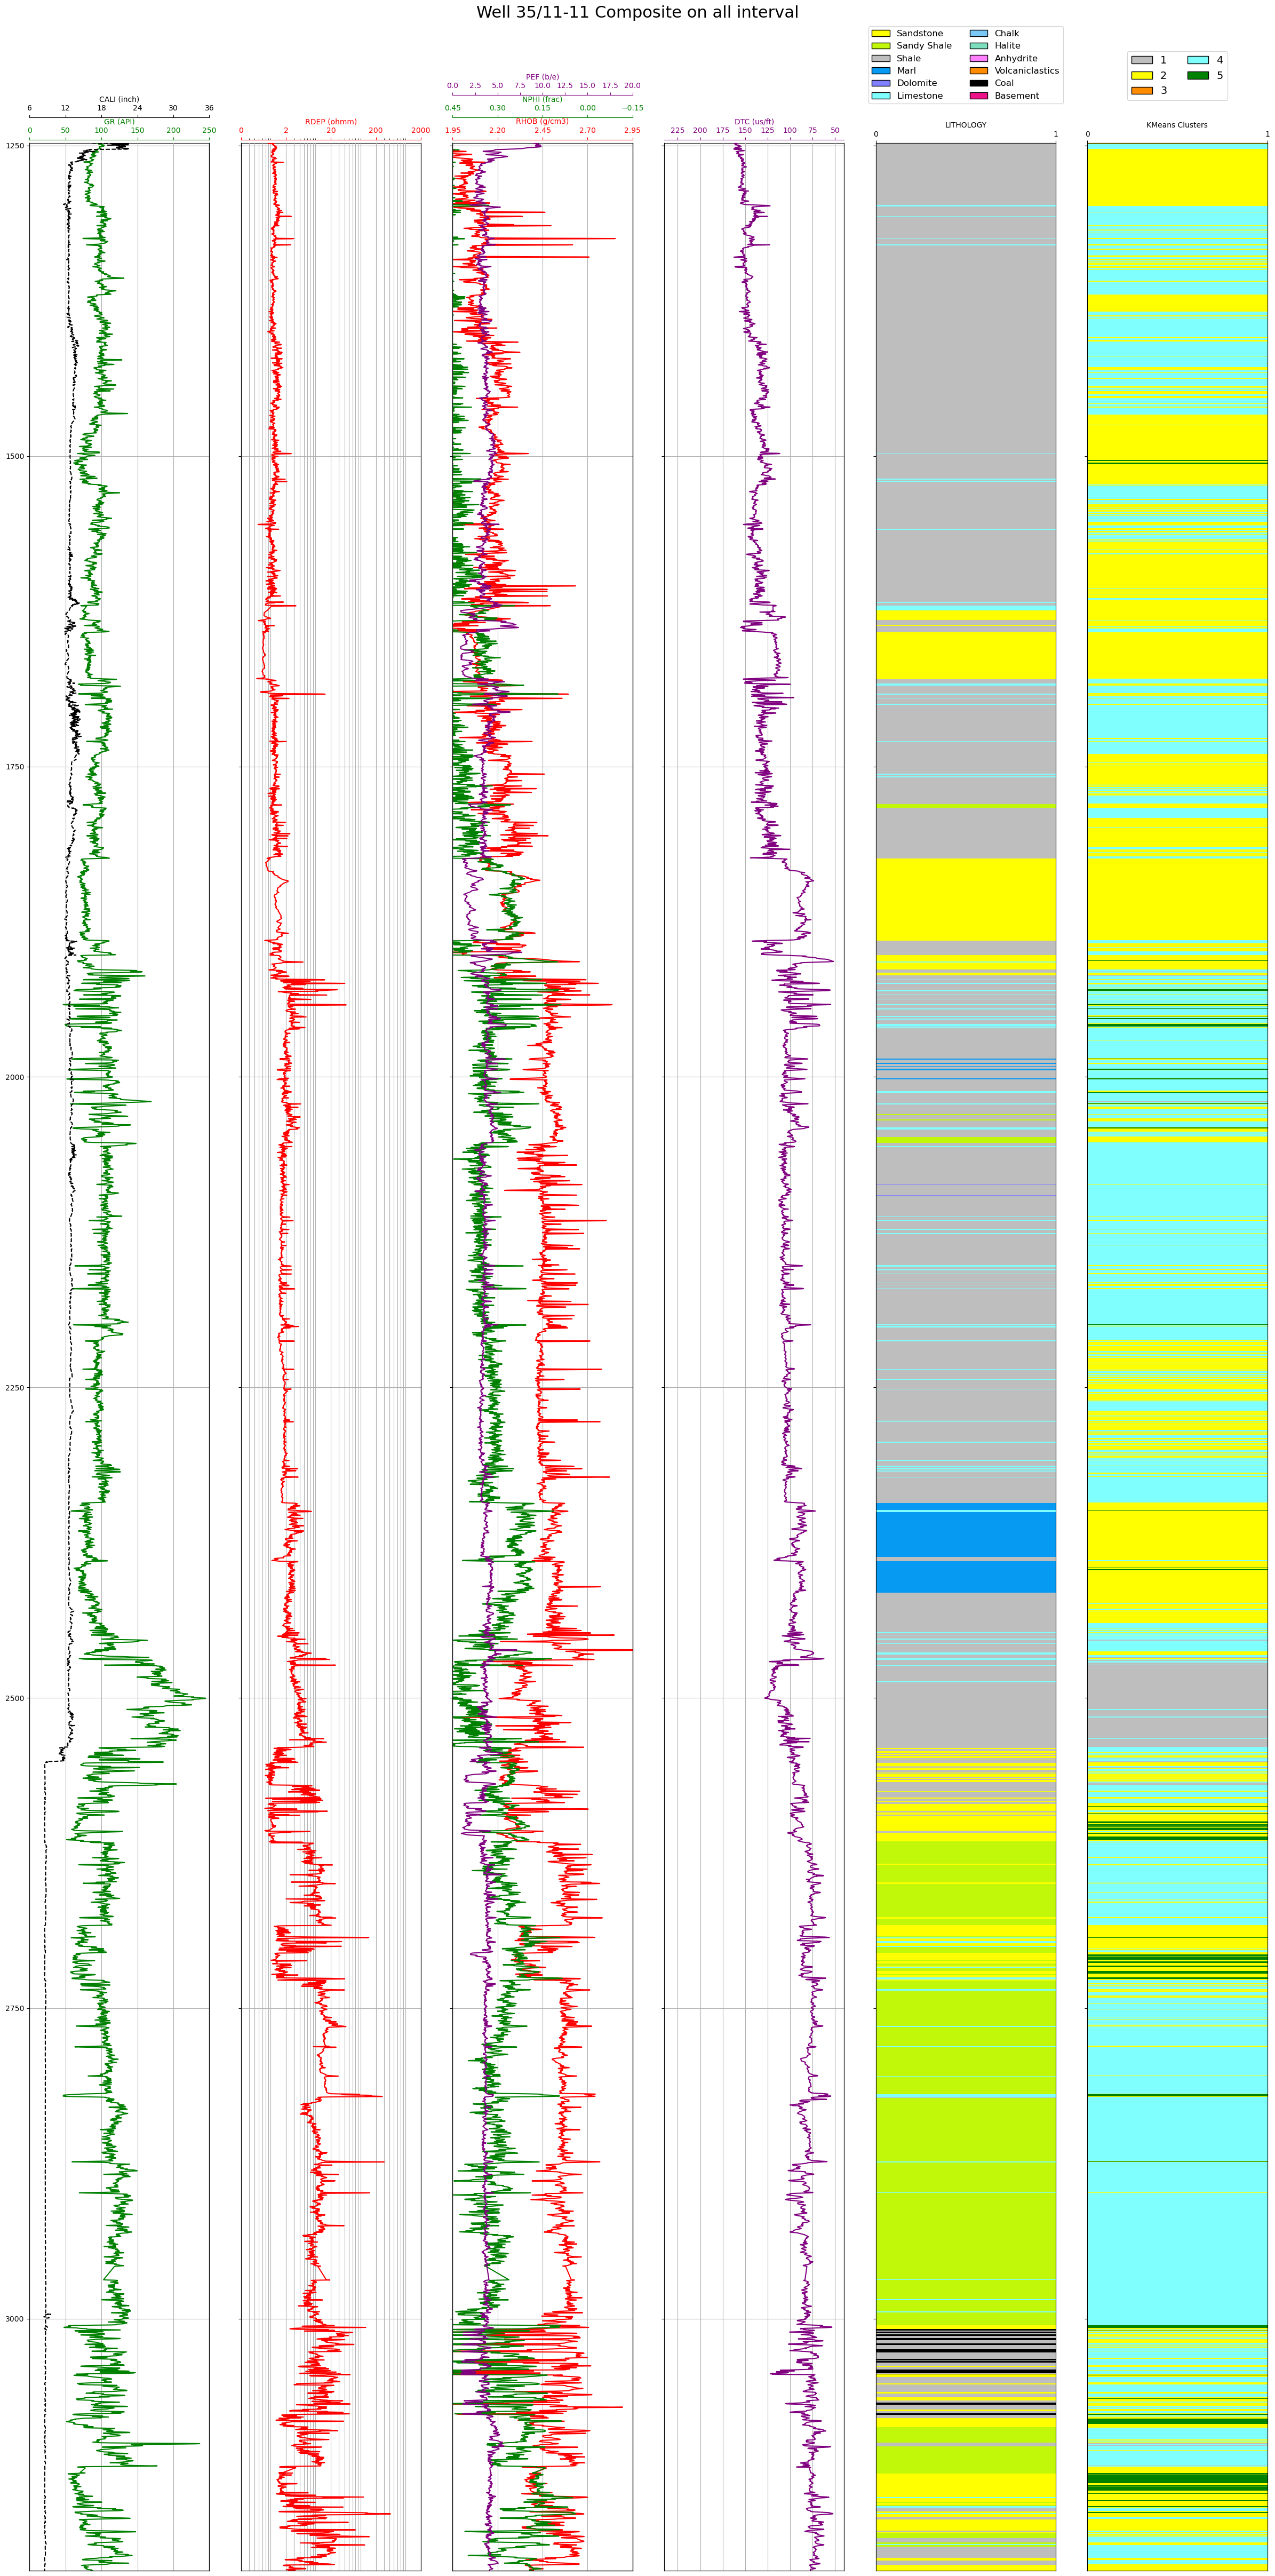 Well 35/11-11 Composite on all interval
Sandstone Chalk
Sandy Shale Halite
Shale Anhydrite
Marl Volcaniclastics
Dolomite Coal
Limestone Basement
1 4
2 5
3
PEF (b/e)
0.0 2.5 5.0 7.5 10.0 12.5 15.0 17.5 20.0
CALI (inch) NPHI (frac)
6 12 18 24 30 36 0.45 0.30 0.15 0.00 −0.15
GR (API) RDEP (ohmm) RHOB (g/cm3) DTC (us/ft) LITHOLOGY KMeans Clusters
0 50 100 150 200 250 0 2 20 200 2000 1.95 2.20 2.45 2.70 2.95 225 200 175 150 125 100 75 50 0 1 0 1
1250
1500
1750
2000
2250
2500
2750
3000